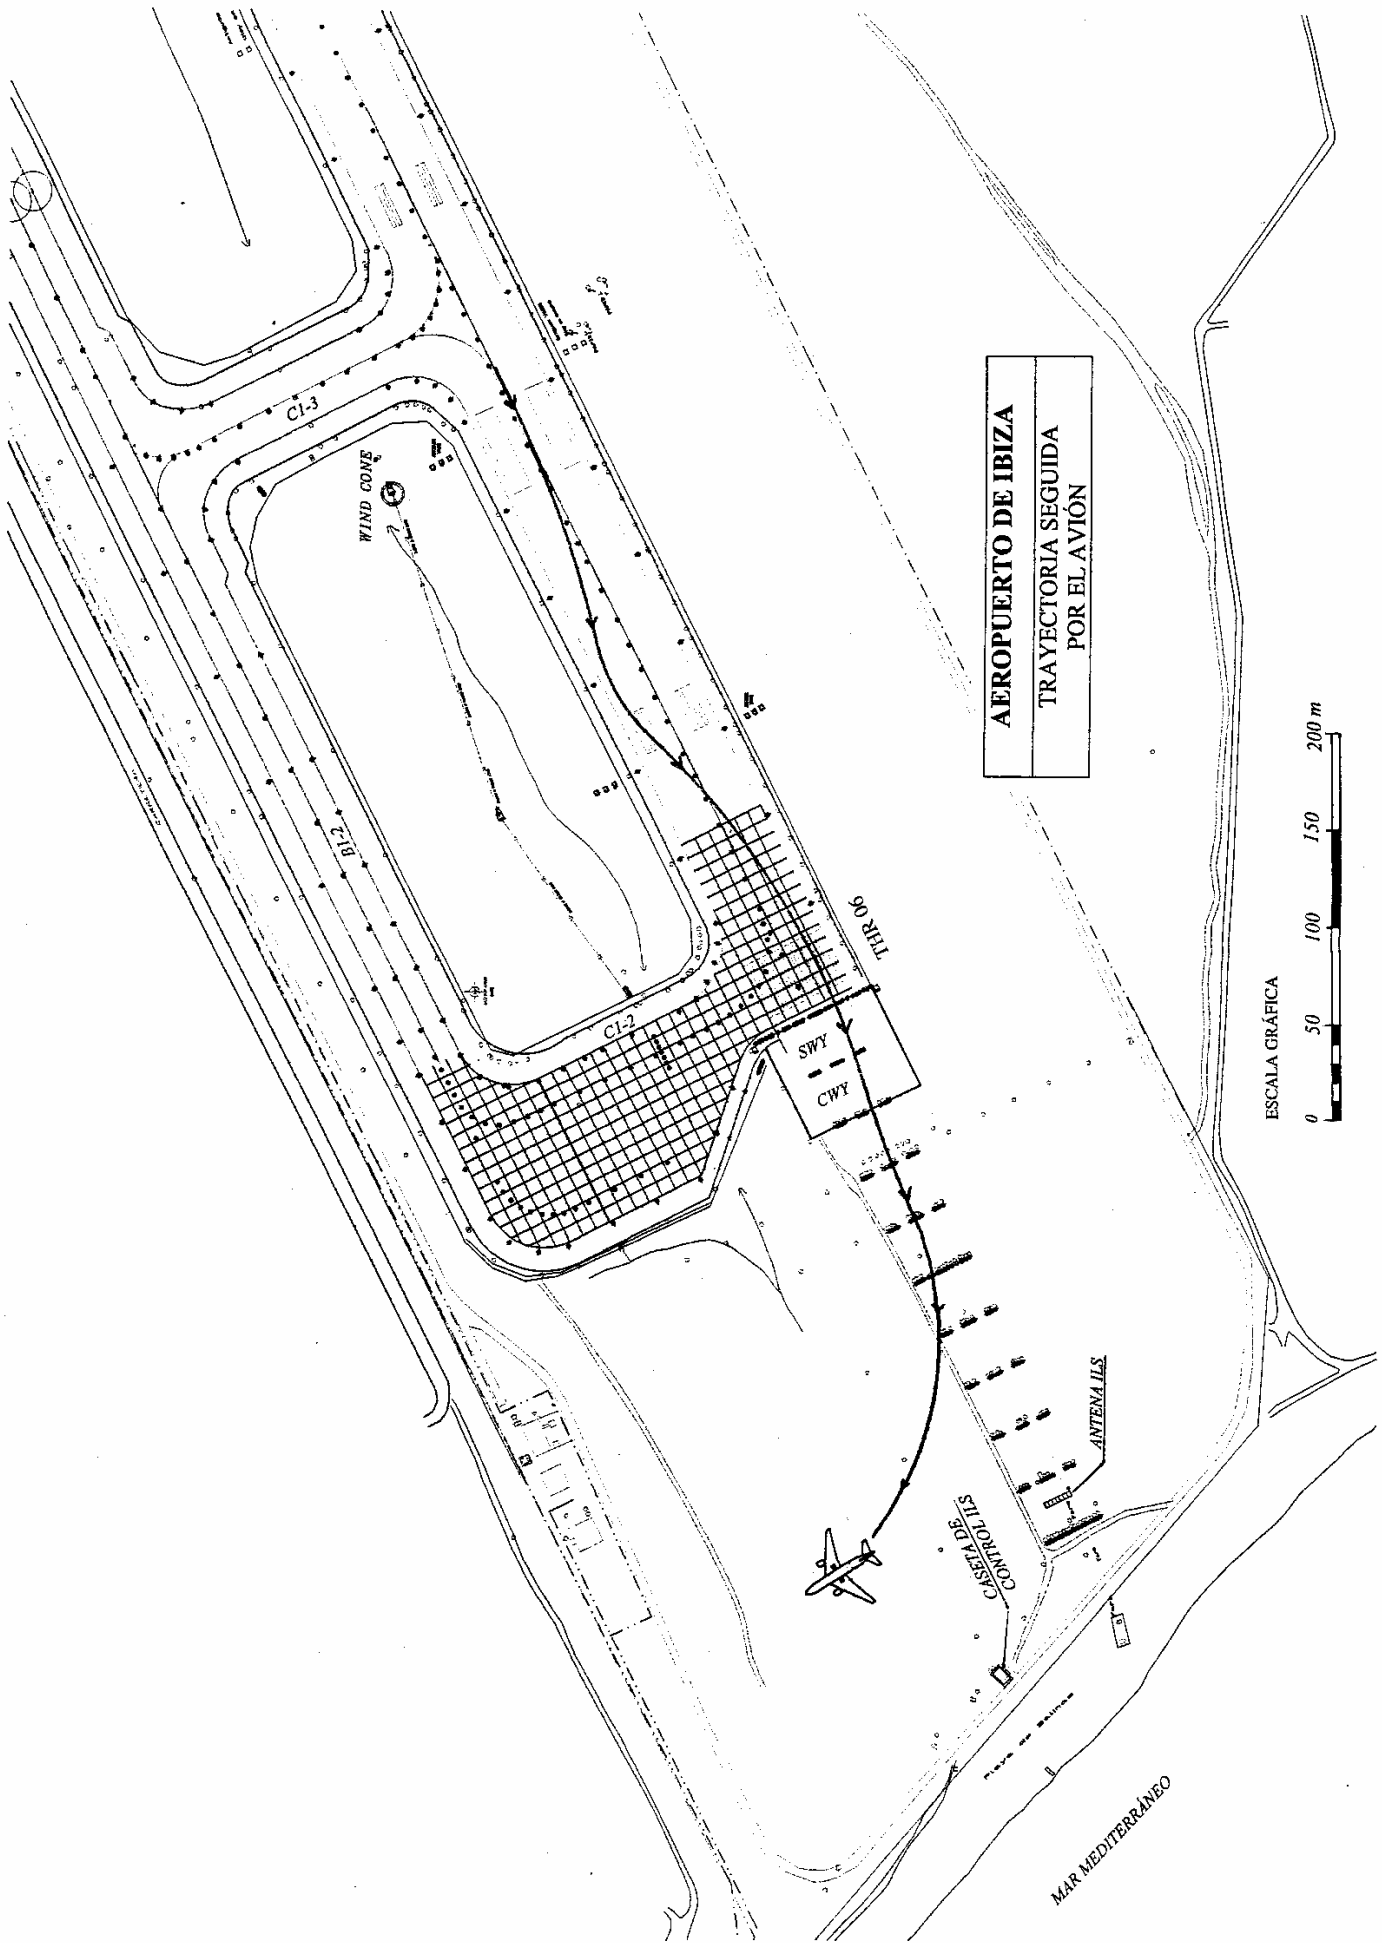 AEROPUERTO DE IBIZA
TRAYECTORIA SEGUIDA
POR EL AVIÓN
C1-3
WIND CONE
B1-2
C1-2
THR 06
SWY
CWY
ESCALA GRÁFICA
0 50 100 150 200 m
ANTENA ILS
CASETA DE
CONTROL ILS
MAR MEDITERRÁNEO